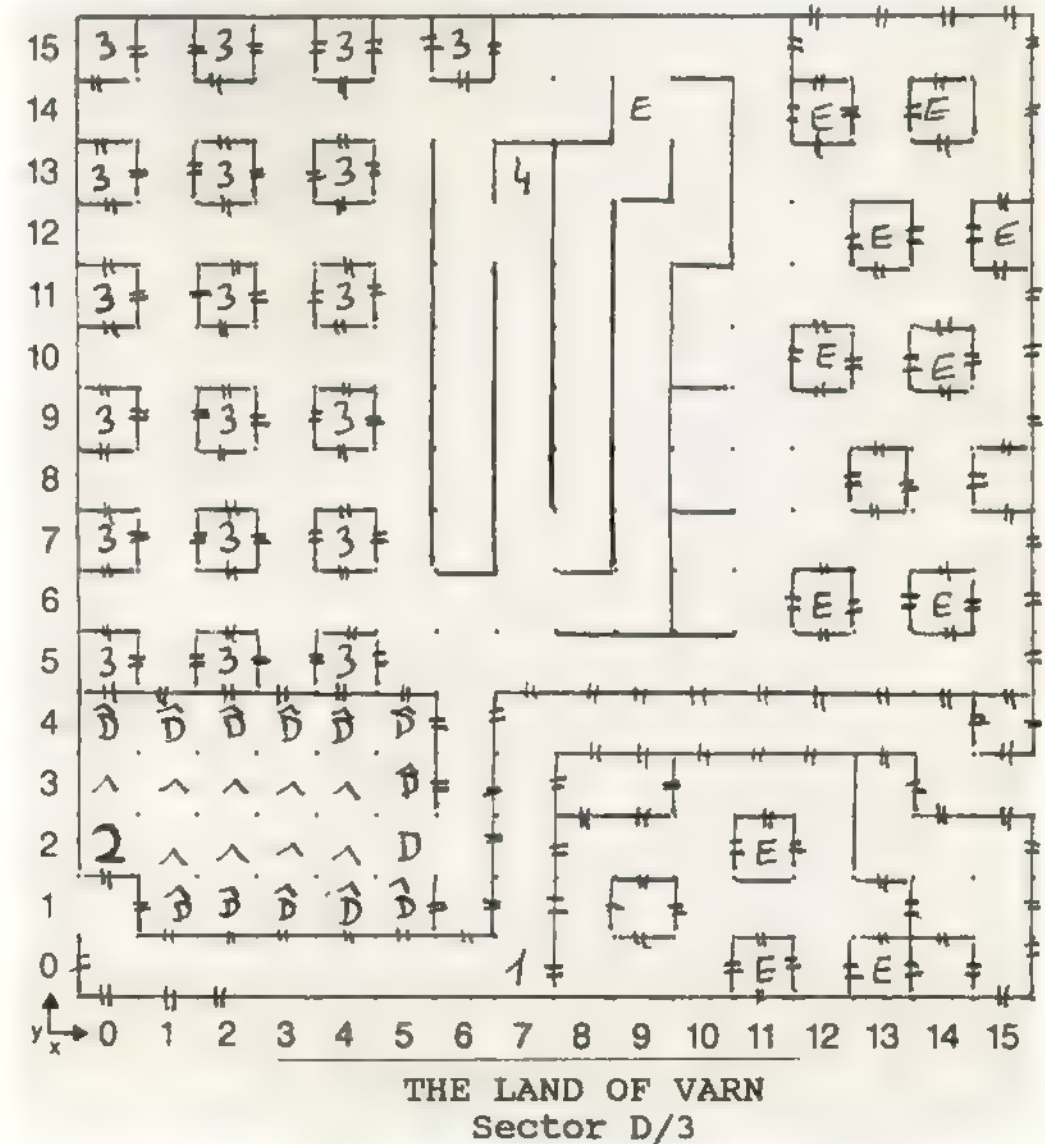 15 3 3 3 3
14 E E E
13 3 3 3 4
12 E E
11 3 3 3
10 E E
9 3 3 3
8
7 3 3 3
6 E E
5 3 3 3
4 D D D D D D
3 D
2 2 D E
1 D D D D D
0 1 E E
y x 0 1 2 3 4 5 6 7 8 9 10 11 12 13 14 15
THE LAND OF VARN
Sector D/3